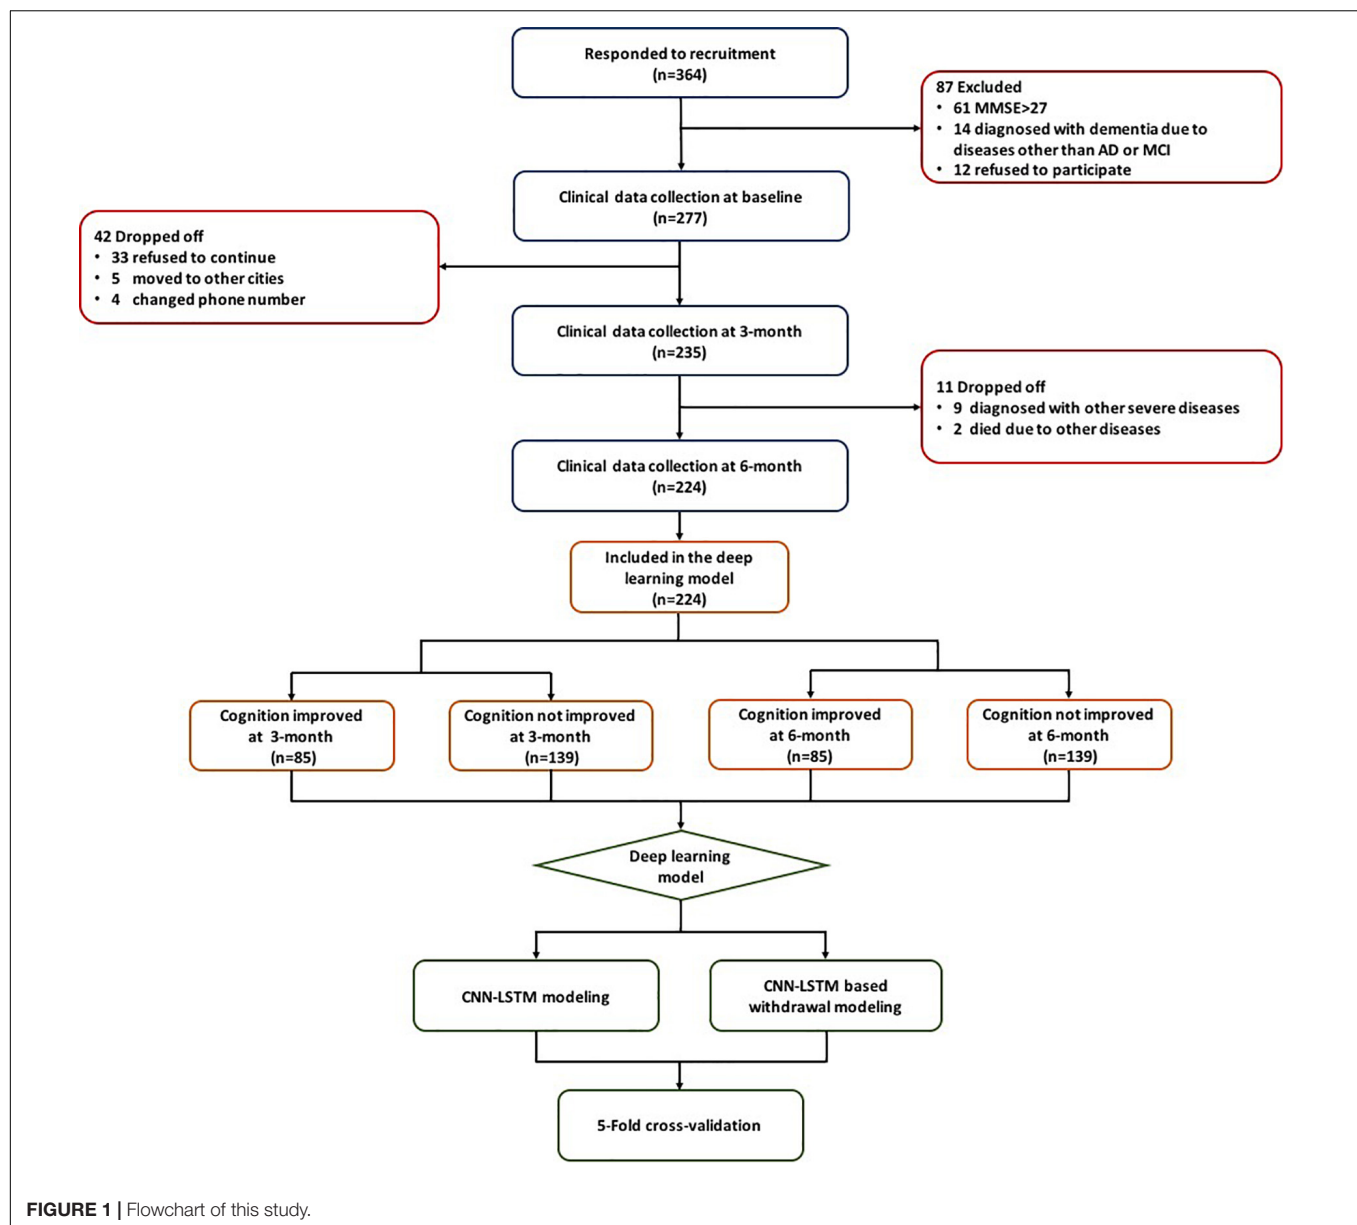 Responded to recruitment
(n=364)
87 Excluded
• 61 MMSE>27
• 14 diagnosed with dementia due to
diseases other than AD or MCI
• 12 refused to participate
Clinical data collection at baseline
(n=277)
42 Dropped off
• 33 refused to continue
• 5 moved to other cities
• 4 changed phone number
Clinical data collection at 3-month
(n=235)
11 Dropped off
• 9 diagnosed with other severe diseases
• 2 died due to other diseases
Clinical data collection at 6-month
(n=224)
Included in the deep
learning model
(n=224)
Cognition improved
at 3-month
(n=85)
Cognition not improved
at 3-month
(n=139)
Cognition improved
at 6-month
(n=85)
Cognition not improved
at 6-month
(n=139)
Deep learning
model
CNN-LSTM modeling
CNN-LSTM based
withdrawal modeling
5-Fold cross-validation
FIGURE 1 | Flowchart of this study.